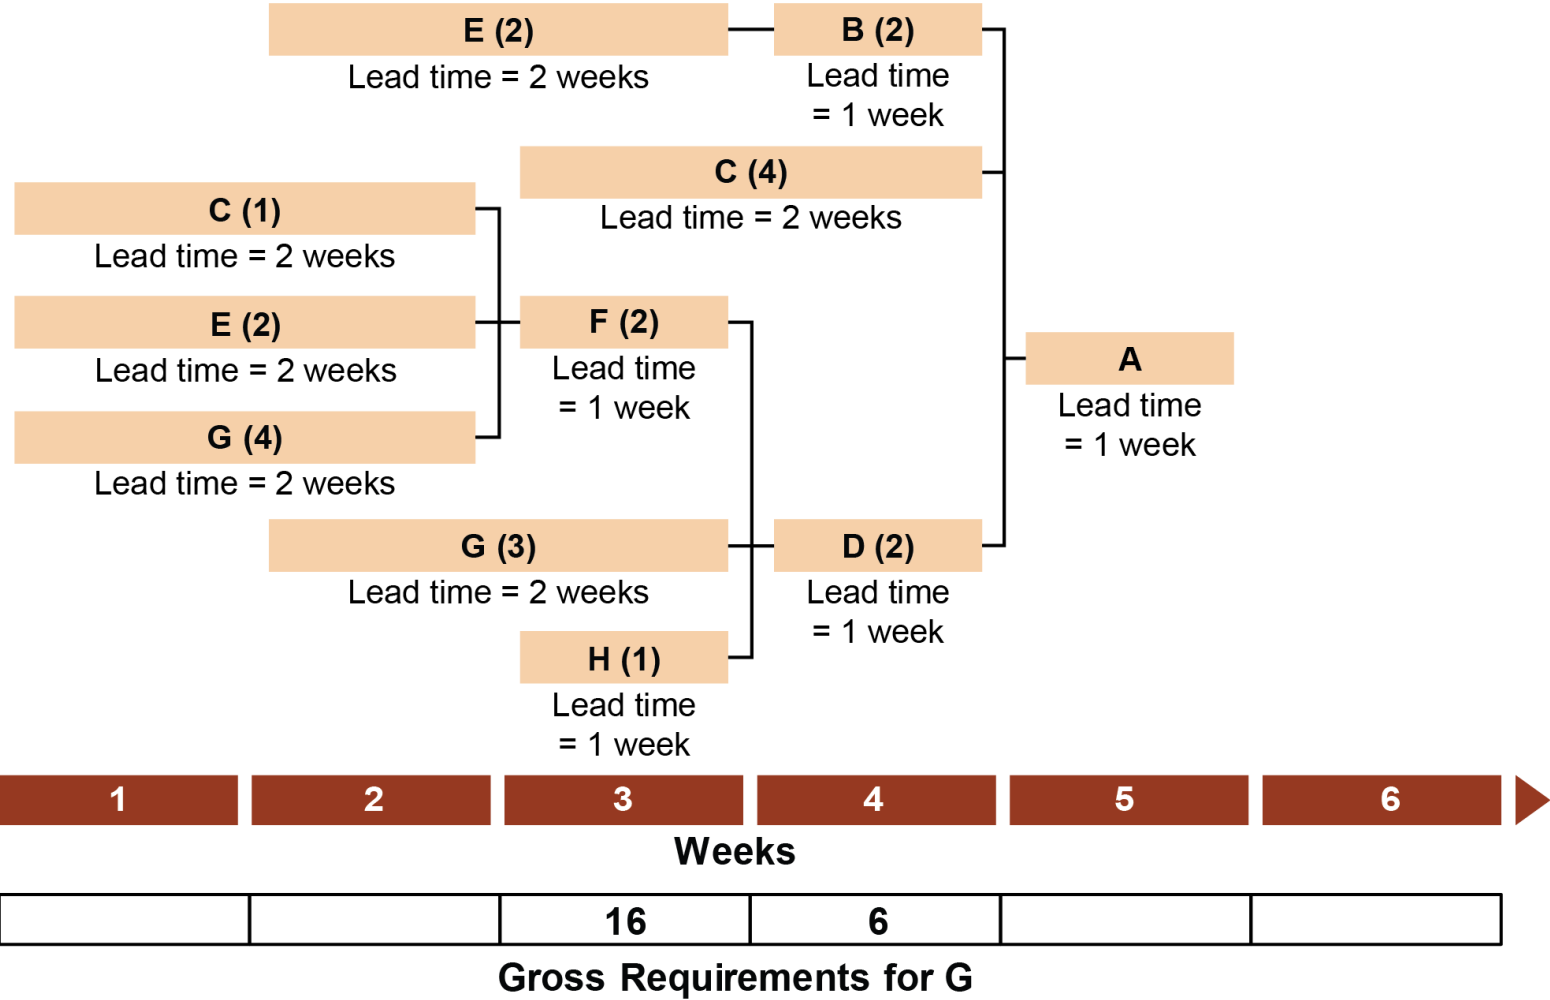 E (2)
Lead time = 2 weeks
B (2)
Lead time
= 1 week
C (4)
Lead time = 2 weeks
C (1)
Lead time = 2 weeks
E (2)
Lead time = 2 weeks
F (2)
Lead time
= 1 week
A
Lead time
= 1 week
G (4)
Lead time = 2 weeks
G (3)
Lead time = 2 weeks
D (2)
Lead time
= 1 week
H (1)
Lead time
= 1 week
1 2 3 4 5 6
Weeks
16 6
Gross Requirements for G